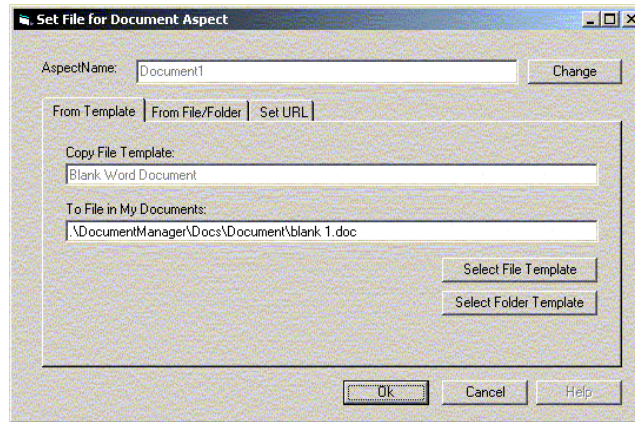 Set File for Document Aspect
AspectName: Document1 Change
From Template From File/Folder Set URL
Copy File Template:
Blank Word Document
To File in My Documents:
.\DocumentManager\Docs\Document\blank 1.doc
Select File Template
Select Folder Template
Ok Cancel Help